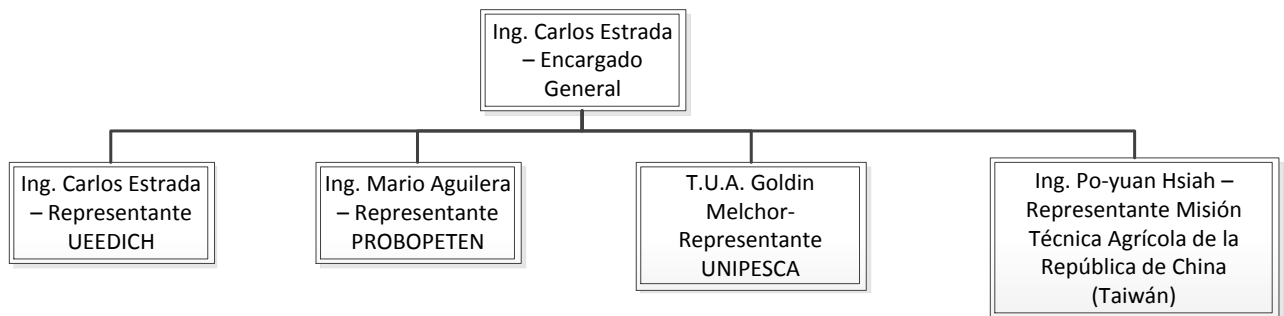 Ing. Carlos Estrada
– Encargado
General
Ing. Carlos Estrada
– Representante
UEEDICH
Ing. Mario Aguilera
– Representante
PROBOPETEN
T.U.A. Goldin
Melchor-
Representante
UNIPESCA
Ing. Po-yuan Hsiah –
Representante Misión
Técnica Agrícola de la
República de China
(Taiwán)